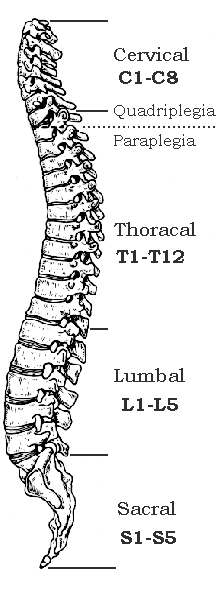 Cervical
C1-C8
Quadriplegia
Paraplegia
Thoracal
T1-T12
Lumbal
L1-L5
Sacral
S1-S5